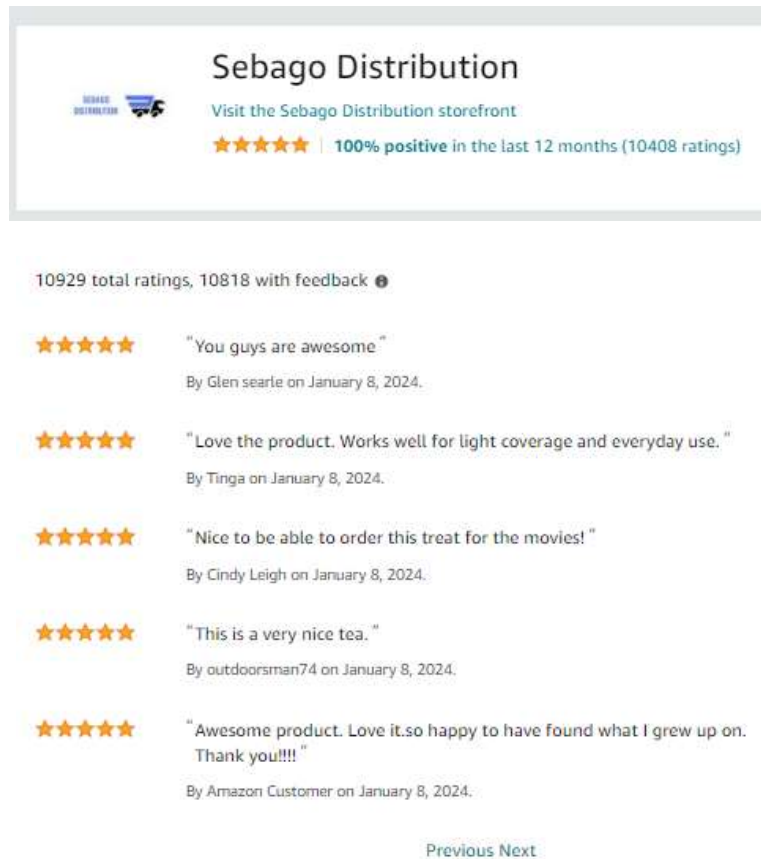 Sebago Distribution
SEBAGO
DISTRIBUTION
Visit the Sebago Distribution storefront
100% positive in the last 12 months (10408 ratings)
10929 total ratings, 10818 with feedback
"You guys are awesome"
By Glen searle on January 8, 2024.
"Love the product. Works well for light coverage and everyday use."
By Tinga on January 8, 2024.
"Nice to be able to order this treat for the movies!"
By Cindy Leigh on January 8, 2024.
"This is a very nice tea."
By outdoorsman74 on January 8, 2024.
"Awesome product. Love it.so happy to have found what I grew up on.
Thank you!!!!"
By Amazon Customer on January 8, 2024.
Previous Next